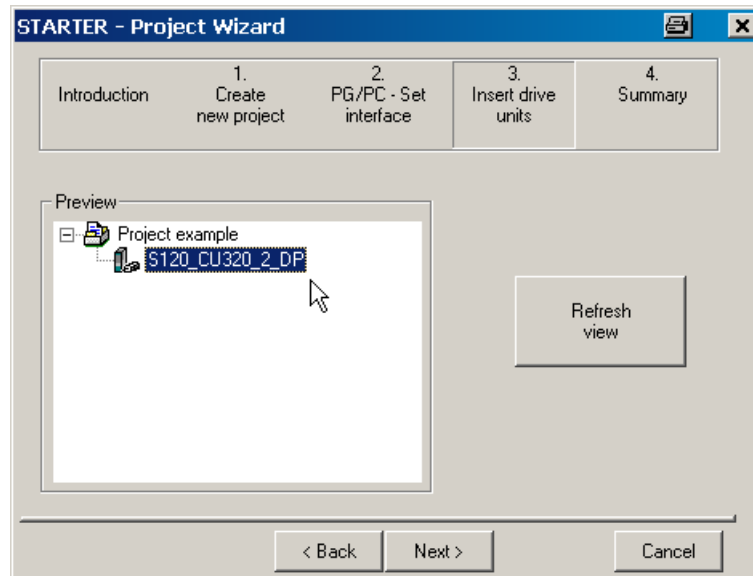 STARTER - Project Wizard
Introduction
1.
Create
new project
2.
PG/PC - Set
interface
3.
Insert drive
units
4.
Summary
Preview
Project example
S120_CU320_2_DP
Refresh
view
< Back
Next >
Cancel